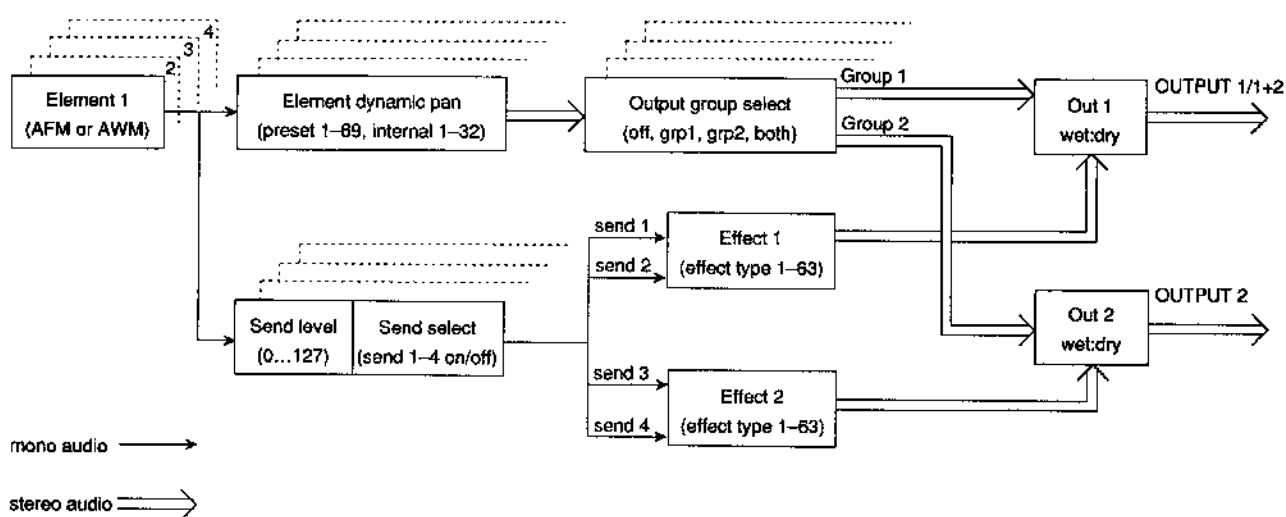 4
3
2
Element 1
(AFM or AWM)
Element dynamic pan
(preset 1–69, internal 1–32)
Output group select
(off, grp1, grp2, both)
Group 1
Group 2
Out 1
wet:dry
OUTPUT 1/1+2
send 1
send 2
Effect 1
(effect type 1–63)
Send level
(0...127)
Send select
(send 1–4 on/off)
Out 2
wet:dry
OUTPUT 2
send 3
send 4
Effect 2
(effect type 1–63)
mono audio
stereo audio